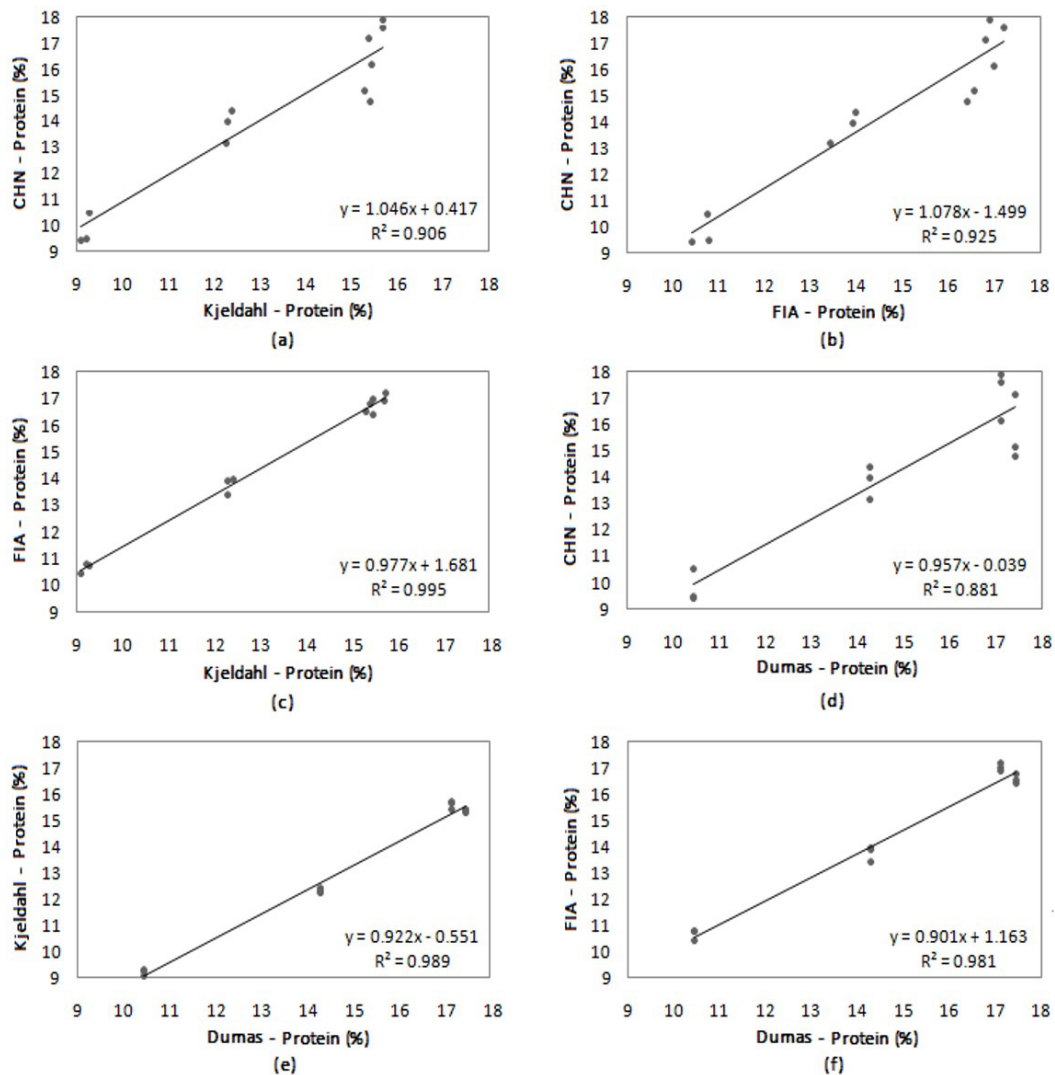 CHN - Protein (%)
18
17
16
15
14
13
12
11
10
9
y = 1.046x + 0.417
R² = 0.906
9 10 11 12 13 14 15 16 17 18
Kjeldahl - Protein (%)
(a)
CHN - Protein (%)
18
17
16
15
14
13
12
11
10
9
y = 1.078x - 1.499
R² = 0.925
9 10 11 12 13 14 15 16 17 18
FIA - Protein (%)
(b)
FIA - Protein (%)
18
17
16
15
14
13
12
11
10
9
y = 0.977x + 1.681
R² = 0.995
9 10 11 12 13 14 15 16 17 18
Kjeldahl - Protein (%)
(c)
CHN - Protein (%)
18
17
16
15
14
13
12
11
10
9
y = 0.957x - 0.039
R² = 0.881
9 10 11 12 13 14 15 16 17 18
Dumas - Protein (%)
(d)
Kjeldahl - Protein (%)
18
17
16
15
14
13
12
11
10
9
y = 0.922x - 0.551
R² = 0.989
9 10 11 12 13 14 15 16 17 18
Dumas - Protein (%)
(e)
FIA - Protein (%)
18
17
16
15
14
13
12
11
10
9
y = 0.901x + 1.163
R² = 0.981
9 10 11 12 13 14 15 16 17 18
Dumas - Protein (%)
(f)